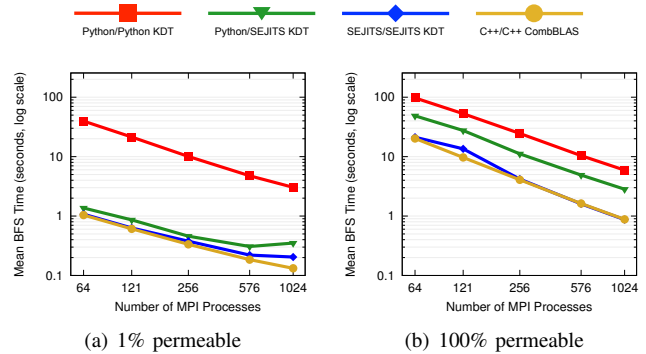 Python/Python KDT
Python/SEJITS KDT
SEJITS/SEJITS KDT
C++/C++ CombBLAS
Mean BFS Time (seconds, log scale)
100
10
1
0.1
64
121
256
576
1024
Number of MPI Processes
(a) 1% permeable
Mean BFS Time (seconds, log scale)
100
10
1
0.1
64
121
256
576
1024
Number of MPI Processes
(b) 100% permeable